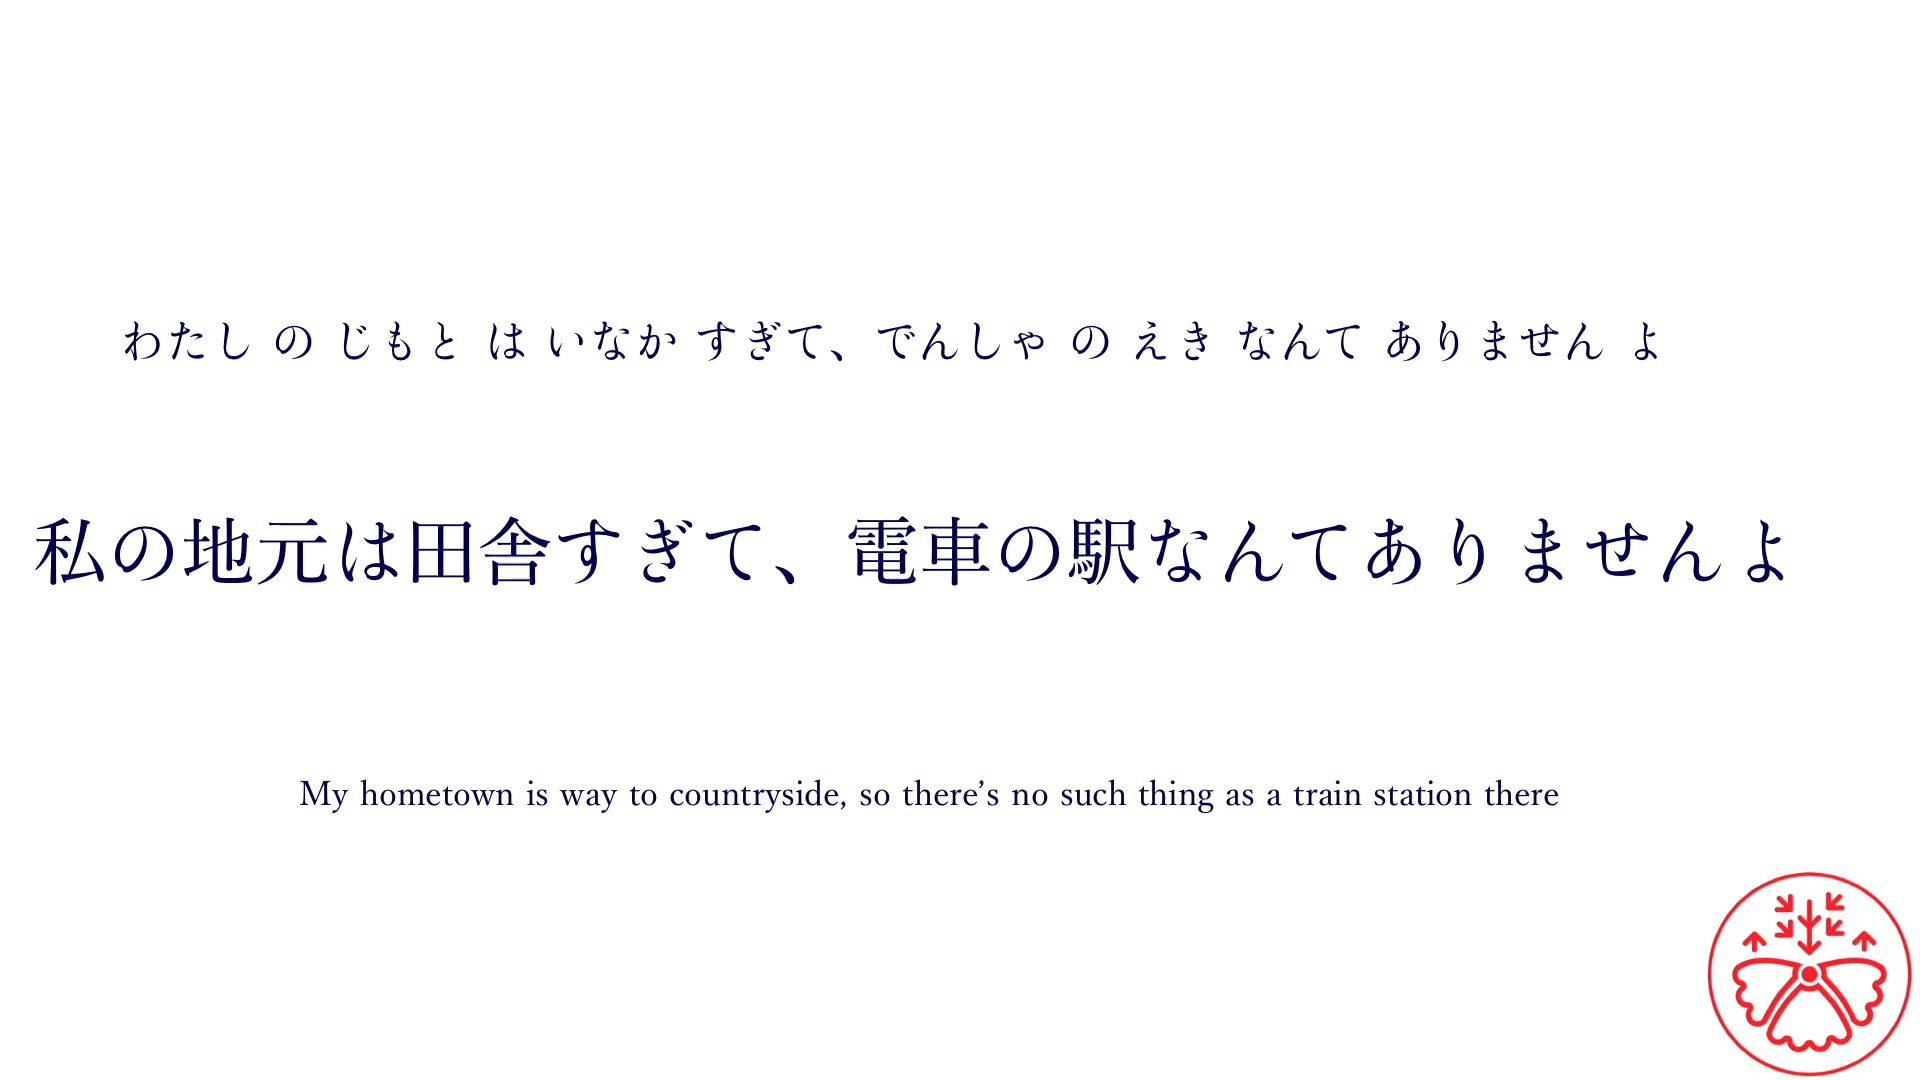 わたし の じもと は いなか すぎて、でんしゃ の えき なんて ありません よ
私の地元は田舎すぎて、電車の駅なんてありませんよ
My hometown is way to countryside, so there’s no such thing as a train station there